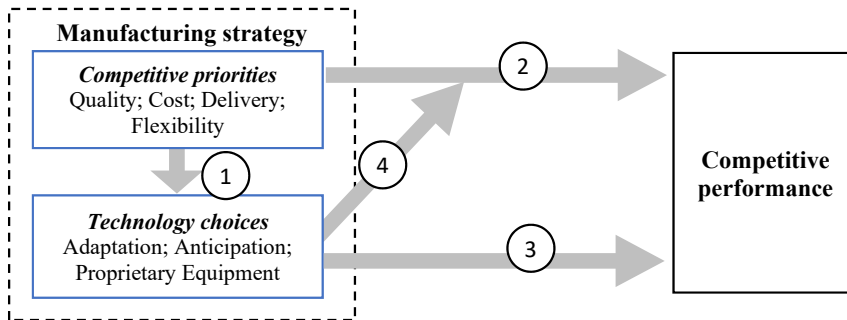 Manufacturing strategy
Competitive priorities
Quality; Cost; Delivery;
Flexibility
2
4
1
Competitive
performance
Technology choices
Adaptation; Anticipation;
Proprietary Equipment
3